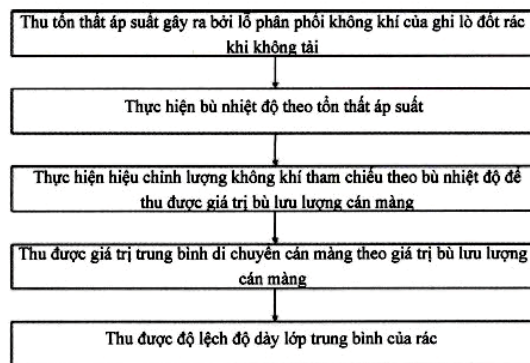 Thu tổn thất áp suất gây ra bởi lỗ phân phối không khí của ghi lò đốt rác
khi không tải
Thực hiện bù nhiệt độ theo tổn thất áp suất
Thực hiện hiệu chỉnh lượng không khí tham chiếu theo bù nhiệt độ để
thu được giá trị bù lưu lượng cán màng
Thu được giá trị trung bình di chuyển cán màng theo giá trị bù lưu lượng
cán màng
Thu được độ lệch độ dày lớp trung bình của rác